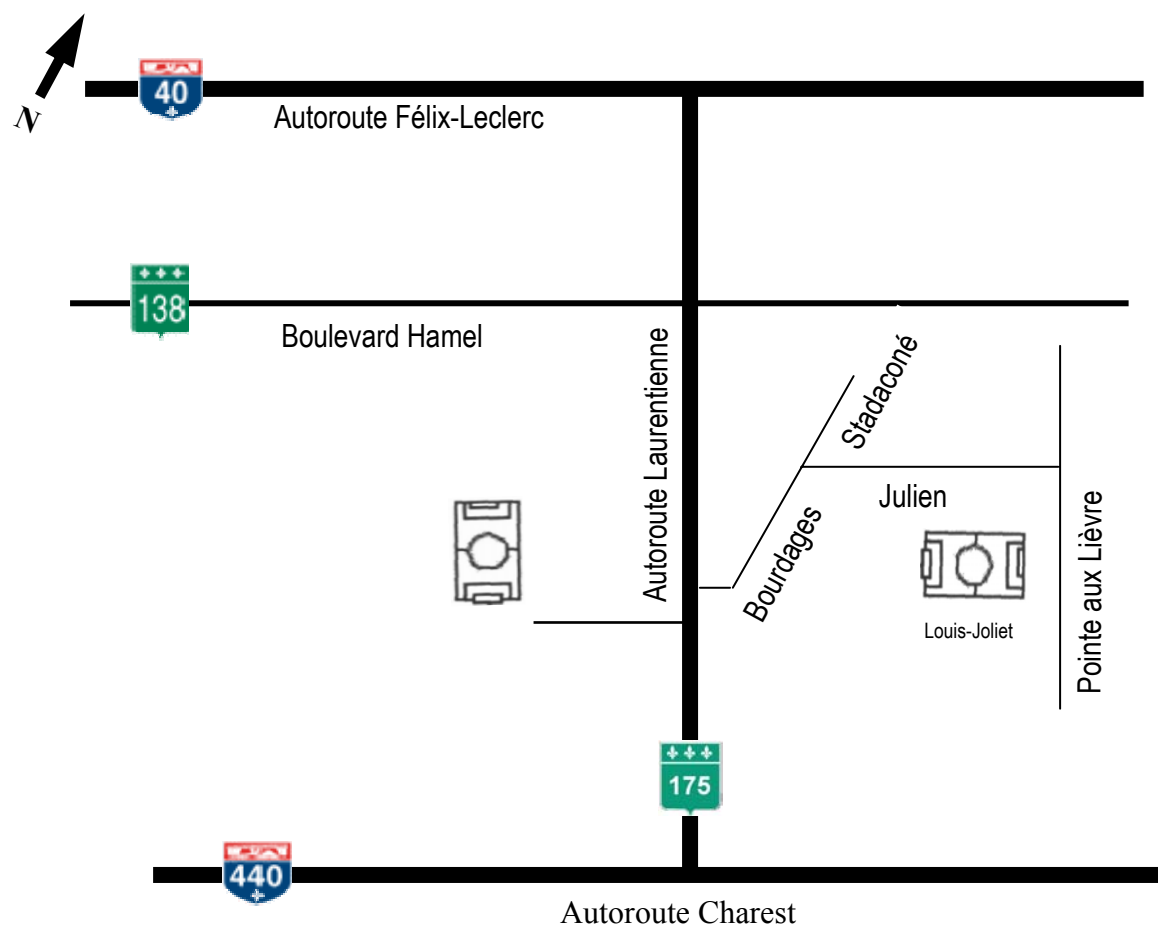 N
40
Autoroute Félix-Leclerc
138
Boulevard Hamel
Autoroute Laurentienne
Stadaconé
Bourdages
Julien
Louis-Joliet
Pointe aux Lièvre
175
440
Autoroute Charest